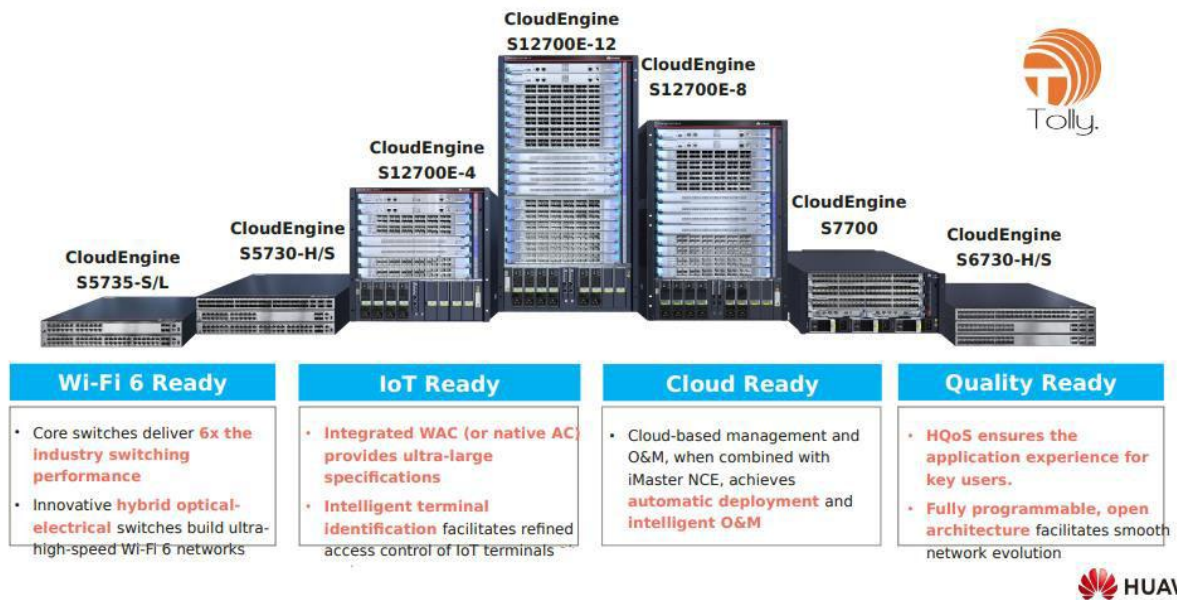 CloudEngine
S12700E-12
CloudEngine
S12700E-8
Tolly.
CloudEngine
S12700E-4
CloudEngine
S7700
CloudEngine
S5730-H/S
CloudEngine
S6730-H/S
CloudEngine
S5735-S/L
Wi-Fi 6 Ready
• Core switches deliver 6x the
industry switching
performance
• Innovative hybrid optical-
electrical switches build ultra-
high-speed Wi-Fi 6 networks
IoT Ready
• Integrated WAC (or native AC)
provides ultra-large
specifications
• Intelligent terminal
identification facilitates refined
access control of IoT terminals
Cloud Ready
• Cloud-based management and
O&M, when combined with
iMaster NCE, achieves
automatic deployment and
intelligent O&M
Quality Ready
• HQoS ensures the
application experience for
key users.
• Fully programmable, open
architecture facilitates smooth
network evolution
HUAW